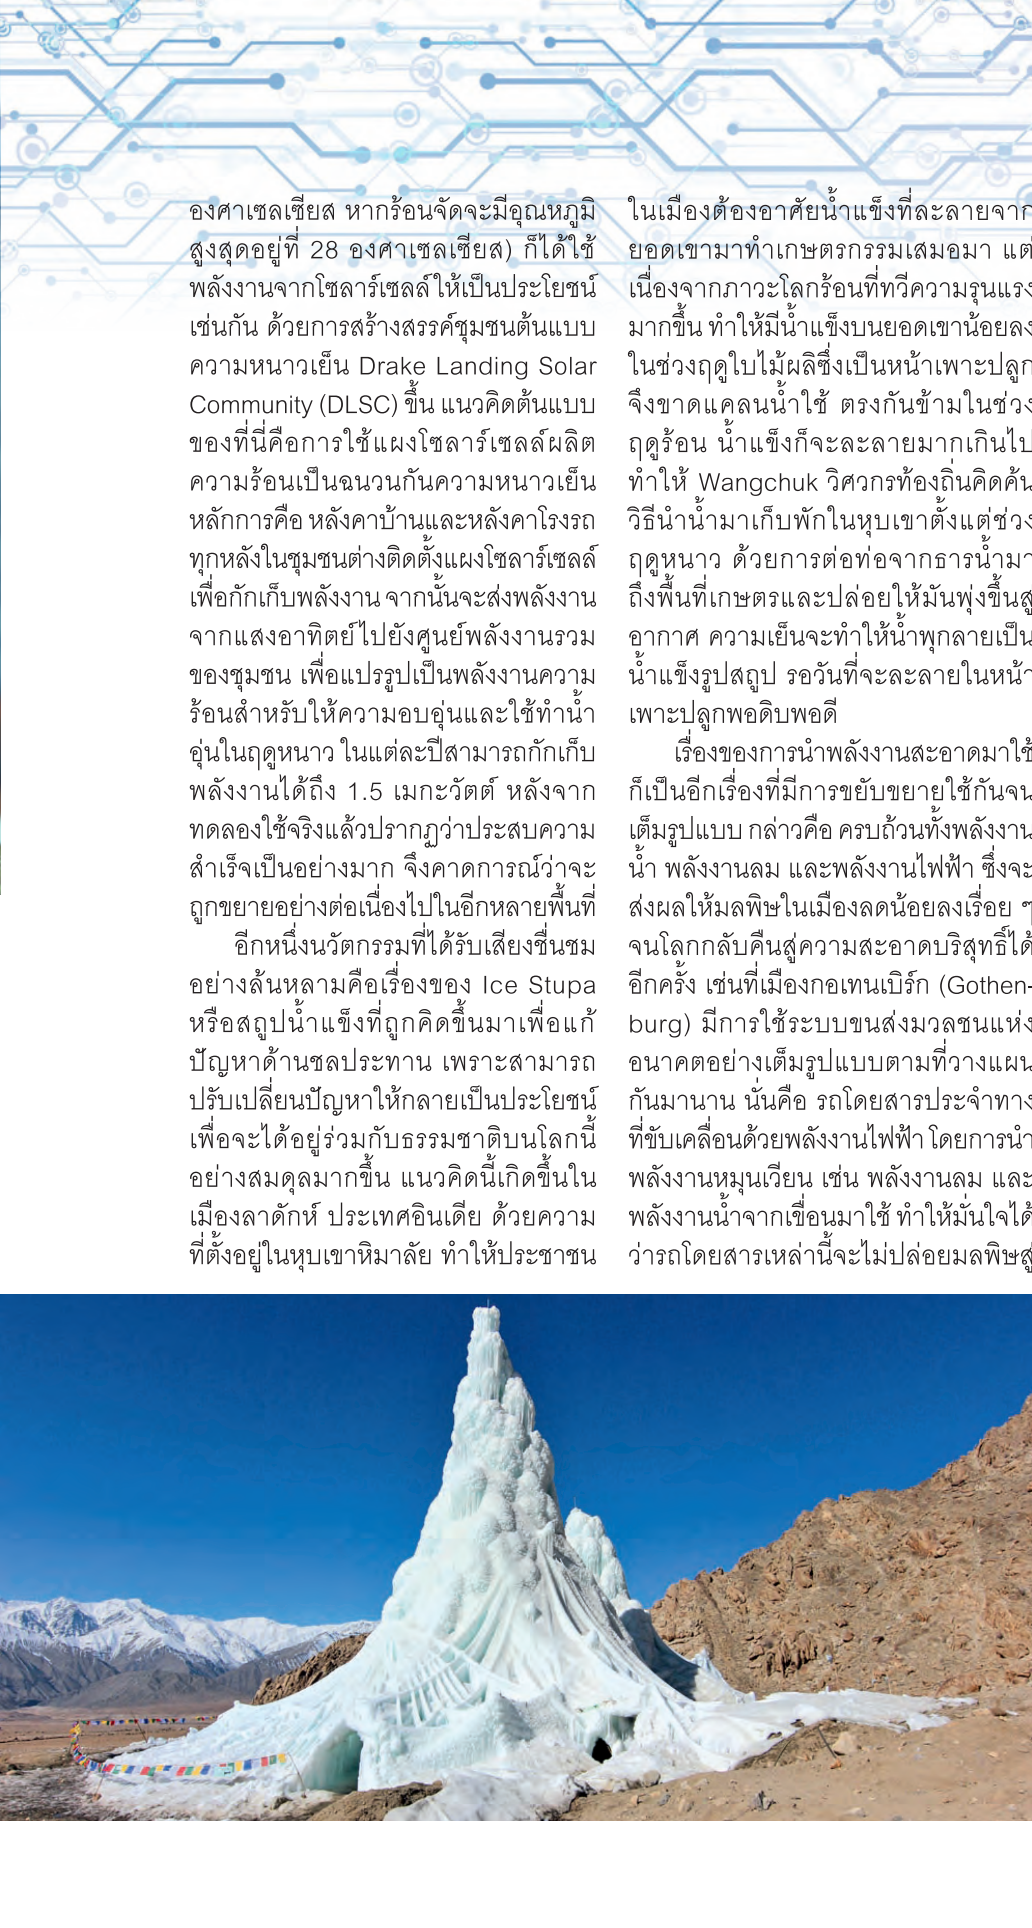 องศาเซลเซียส หากร้อนจัดจะมีอุณหภูมิ
สูงสุดอยู่ที่ 28 องศาเซลเซียส) ก็ได้ใช้
พลังงานจากโซลาร์เซลล์ให้เป็นประโยชน์
เช่นกัน ด้วยการสร้างสรรค์ชุมชนต้นแบบ
ความหนาวเย็น Drake Landing Solar
Community (DLSC) ขึ้น แนวคิดต้นแบบ
ของที่นี่คือการใช้แผงโซลาร์เซลล์ผลิต
ความร้อนเป็นฉนวนกันความหนาวเย็น
หลักการคือ หลังคาบ้านและหลังคาโรงรถ
ทุกหลังในชุมชนต่างติดตั้งแผงโซลาร์เซลล์
เพื่อกักเก็บพลังงาน จากนั้นจะส่งพลังงาน
จากแสงอาทิตย์ไปยังศูนย์พลังงานรวม
ของชุมชน เพื่อแปรรูปเป็นพลังงานความ
ร้อนสำหรับให้ความอบอุ่นและใช้ทำน้ำ
อุ่นในฤดูหนาว ในแต่ละปีสามารถกักเก็บ
พลังงานได้ถึง 1.5 เมกะวัตต์ หลังจาก
ทดลองใช้จริงแล้วปรากฏว่าประสบความ
สำเร็จเป็นอย่างมาก จึงคาดการณ์ว่าจะ
ถูกขยายอย่างต่อเนื่องไปในอีกหลายพื้นที่
อีกหนึ่งนวัตกรรมที่ได้รับเสียงชื่นชม
อย่างล้นหลามคือเรื่องของ Ice Stupa
หรือสถูปน้ำแข็งที่ถูกคิดขึ้นมาเพื่อแก้
ปัญหาด้านชลประทาน เพราะสามารถ
ปรับเปลี่ยนปัญหาให้กลายเป็นประโยชน์
เพื่อจะได้อยู่ร่วมกับธรรมชาติบนโลกนี้
อย่างสมดุลมากขึ้น แนวคิดนี้เกิดขึ้นใน
เมืองลาดักห์ ประเทศอินเดีย ด้วยความ
ที่ตั้งอยู่ในหุบเขาหิมาลัย ทำให้ประชาชน
ในเมืองต้องอาศัยน้ำแข็งที่ละลายจาก
ยอดเขามาทำเกษตรกรรมเสมอมา แต่
เนื่องจากภาวะโลกร้อนที่ทวีความรุนแรง
มากขึ้น ทำให้มีน้ำแข็งบนยอดเขาน้อยลง
ในช่วงฤดูใบไม้ผลิซึ่งเป็นหน้าเพาะปลูก
จึงขาดแคลนน้ำใช้ ตรงกันข้ามในช่วง
ฤดูร้อน น้ำแข็งก็จะละลายมากเกินไป
ทำให้ Wangchuk วิศวกรท้องถิ่นคิดค้น
วิธีนำน้ำมาเก็บพักในหุบเขาตั้งแต่ช่วง
ฤดูหนาว ด้วยการต่อท่อจากธารน้ำมา
ถึงพื้นที่เกษตรและปล่อยให้มันพุ่งขึ้นสู่
อากาศ ความเย็นจะทำให้น้ำพุกลายเป็น
น้ำแข็งรูปสถูป รอวันที่จะละลายในหน้า
เพาะปลูกพอดิบพอดี
เรื่องของการนำพลังงานสะอาดมาใช้
ก็เป็นอีกเรื่องที่มีการขยับขยายใช้กันจน
เต็มรูปแบบ กล่าวคือ ครบถ้วนทั้งพลังงาน
น้ำ พลังงานลม และพลังงานไฟฟ้า ซึ่งจะ
ส่งผลให้มลพิษในเมืองลดน้อยลงเรื่อย ๆ
จนโลกกลับคืนสู่ความสะอาดบริสุทธิ์ได้
อีกครั้ง เช่นที่เมืองกอเทนเบิร์ก (Gothen-
burg) มีการใช้ระบบขนส่งมวลชนแห่ง
อนาคตอย่างเต็มรูปแบบตามที่วางแผน
กันมานาน นั่นคือ รถโดยสารประจำทาง
ที่ขับเคลื่อนด้วยพลังงานไฟฟ้า โดยการนำ
พลังงานหมุนเวียน เช่น พลังงานลม และ
พลังงานน้ำจากเขื่อนมาใช้ ทำให้มั่นใจได้
ว่ารถโดยสารเหล่านี้จะไม่ปล่อยมลพิษสู่